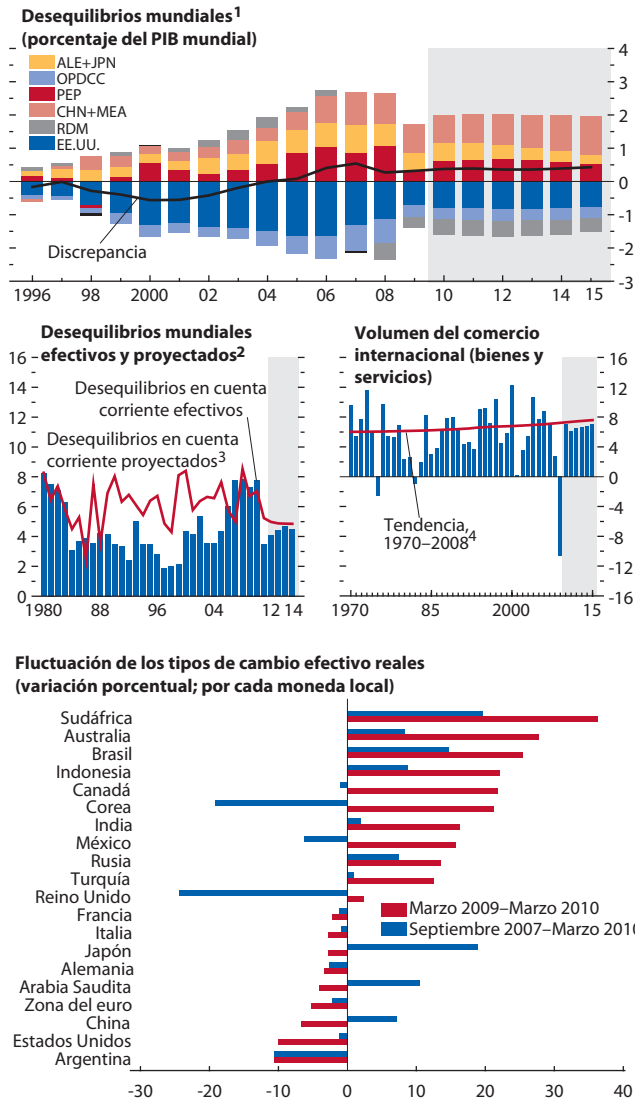 Desequilibrios mundiales¹
(porcentaje del PIB mundial)
ALE+JPN
OPDCC
PEP
CHN+MEA
RDM
EE.UU.
Discrepancia
4
3
2
1
0
-1
-2
-3
1996 98 2000 02 04 06 08 10 12 14 15
Desequilibrios mundiales
efectivos y proyectados²
16
14
12
10
8
6
4
2
0
Desequilibrios en cuenta
corriente efectivos
Desequilibrios en cuenta
corriente proyectados³
1980 88 96 04 12 14
Volumen del comercio
internacional (bienes y
servicios)
16
12
8
4
0
-4
-8
-12
-16
Tendencia,
1970–2008⁴
1970 85 2000 15
Fluctuación de los tipos de cambio efectivo reales
(variación porcentual; por cada moneda local)
Sudáfrica
Australia
Brasil
Indonesia
Canadá
Corea
India
México
Rusia
Turquía
Reino Unido
Francia
Italia
Japón
Alemania
Arabia Saudita
Zona del euro
China
Estados Unidos
Argentina
Marzo 2009–Marzo 2010
Septiembre 2007–Marzo 2010
-30 -20 -10 0 10 20 30 40